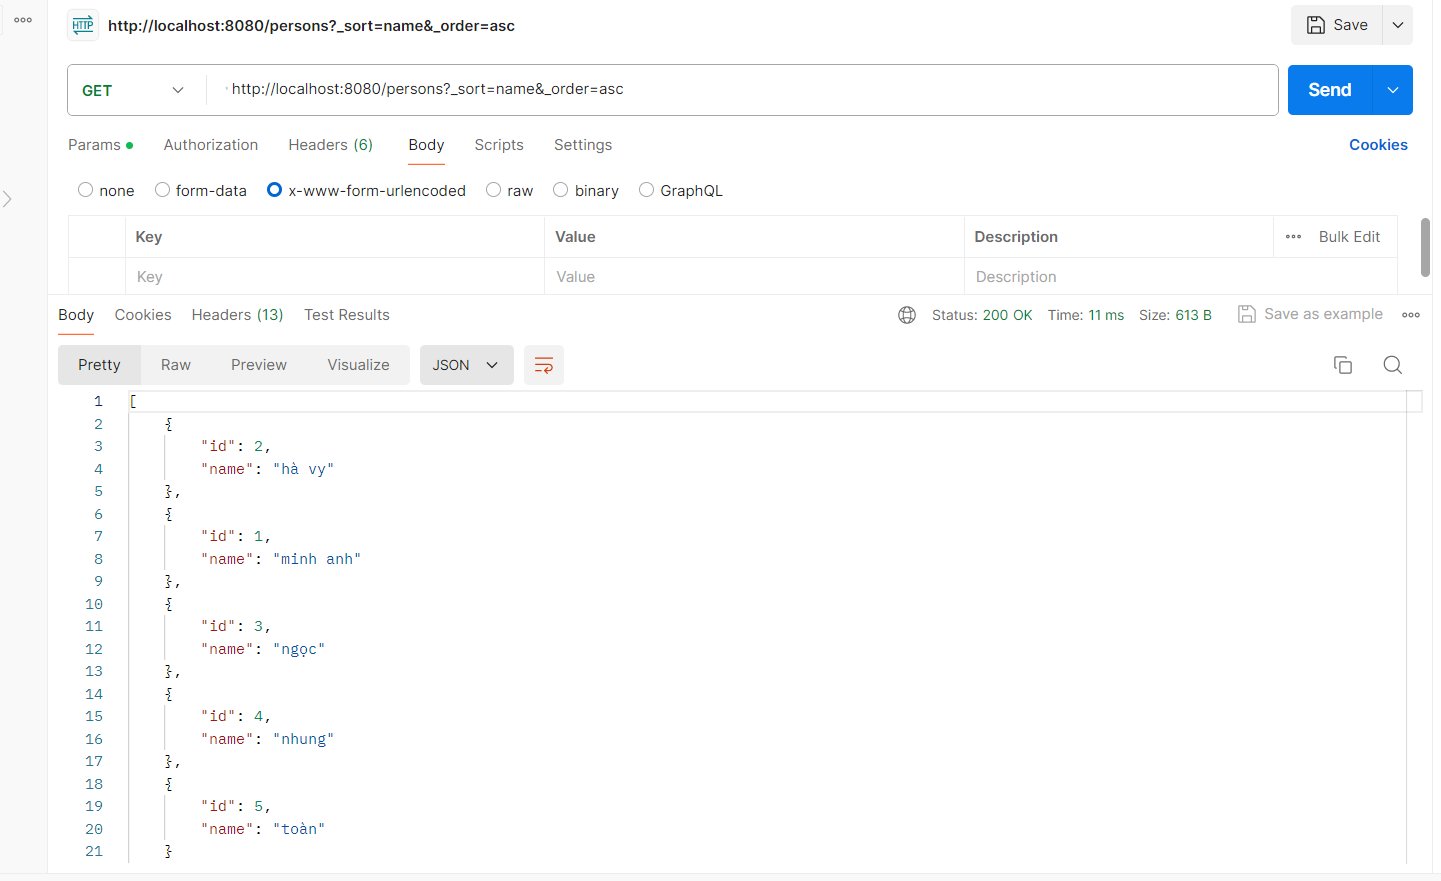 HTTP http://localhost:8080/persons?_sort=name&_order=asc Save
GET http://localhost:8080/persons?_sort=name&_order=asc Send
Params Authorization Headers (6) Body Scripts Settings Cookies
none form-data x-www-form-urlencoded raw binary GraphQL
Key Value Description Bulk Edit
Key Value Description
Body Cookies Headers (13) Test Results Status: 200 OK Time: 11 ms Size: 613 B Save as example
Pretty Raw Preview Visualize JSON
1 [
2 {
3 "id": 2,
4 "name": "hà vy"
5 },
6 {
7 "id": 1,
8 "name": "minh anh"
9 },
10 {
11 "id": 3,
12 "name": "ngọc"
13 },
14 {
15 "id": 4,
16 "name": "nhung"
17 },
18 {
19 "id": 5,
20 "name": "toàn"
21 }